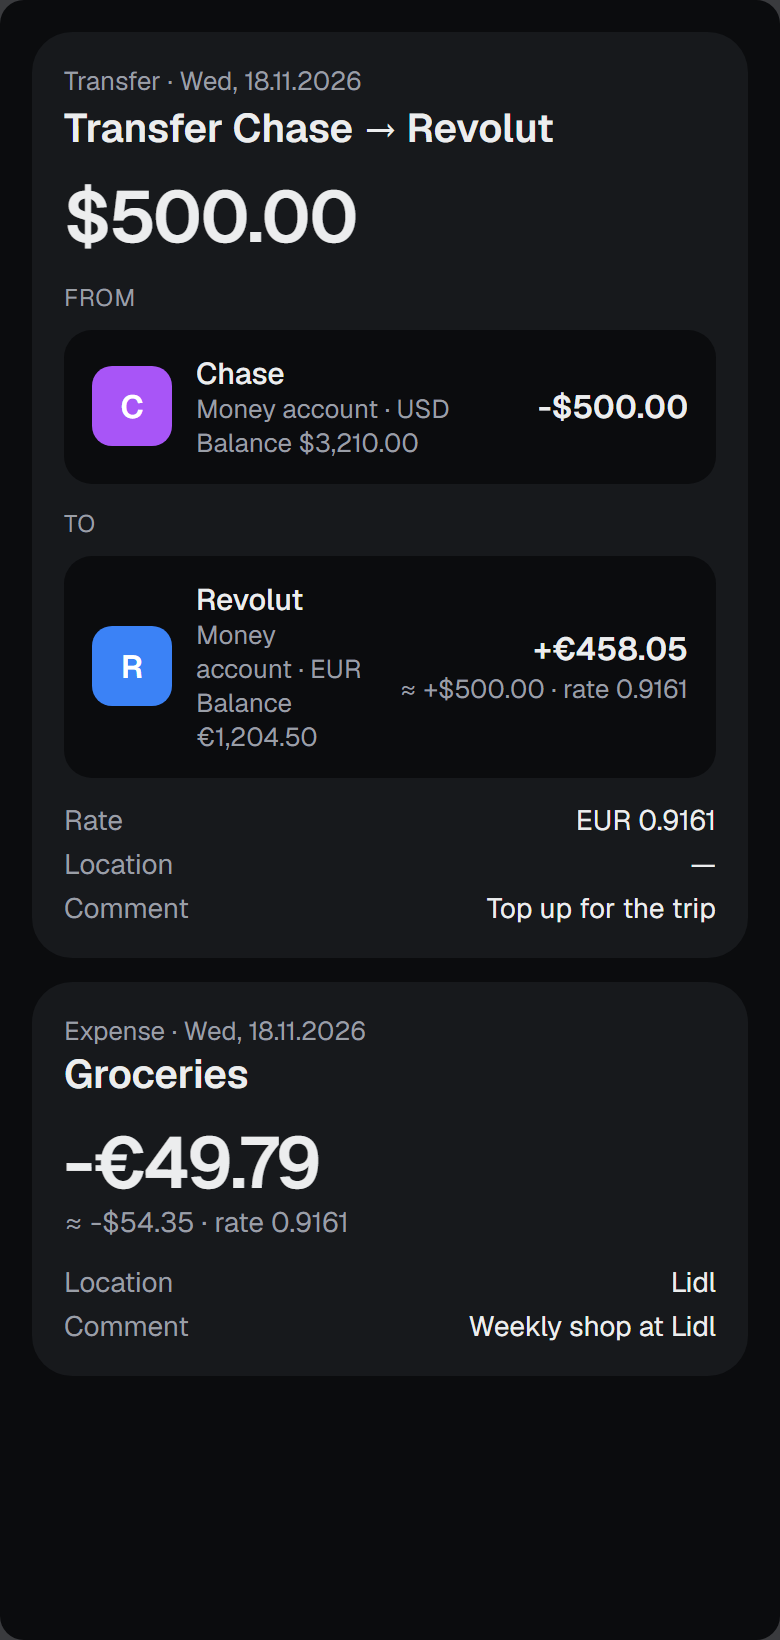 Transfer · Wed, 18.11.2026
Transfer Chase → Revolut
$500.00
FROM
C
Chase
Money account · USD
Balance $3,210.00
-$500.00
TO
R
Revolut
Money
account · EUR
Balance
€1,204.50
+€458.05
≈ +$500.00 · rate 0.9161
Rate EUR 0.9161
Location —
Comment Top up for the trip
Expense · Wed, 18.11.2026
Groceries
-€49.79
≈ -$54.35 · rate 0.9161
Location Lidl
Comment Weekly shop at Lidl